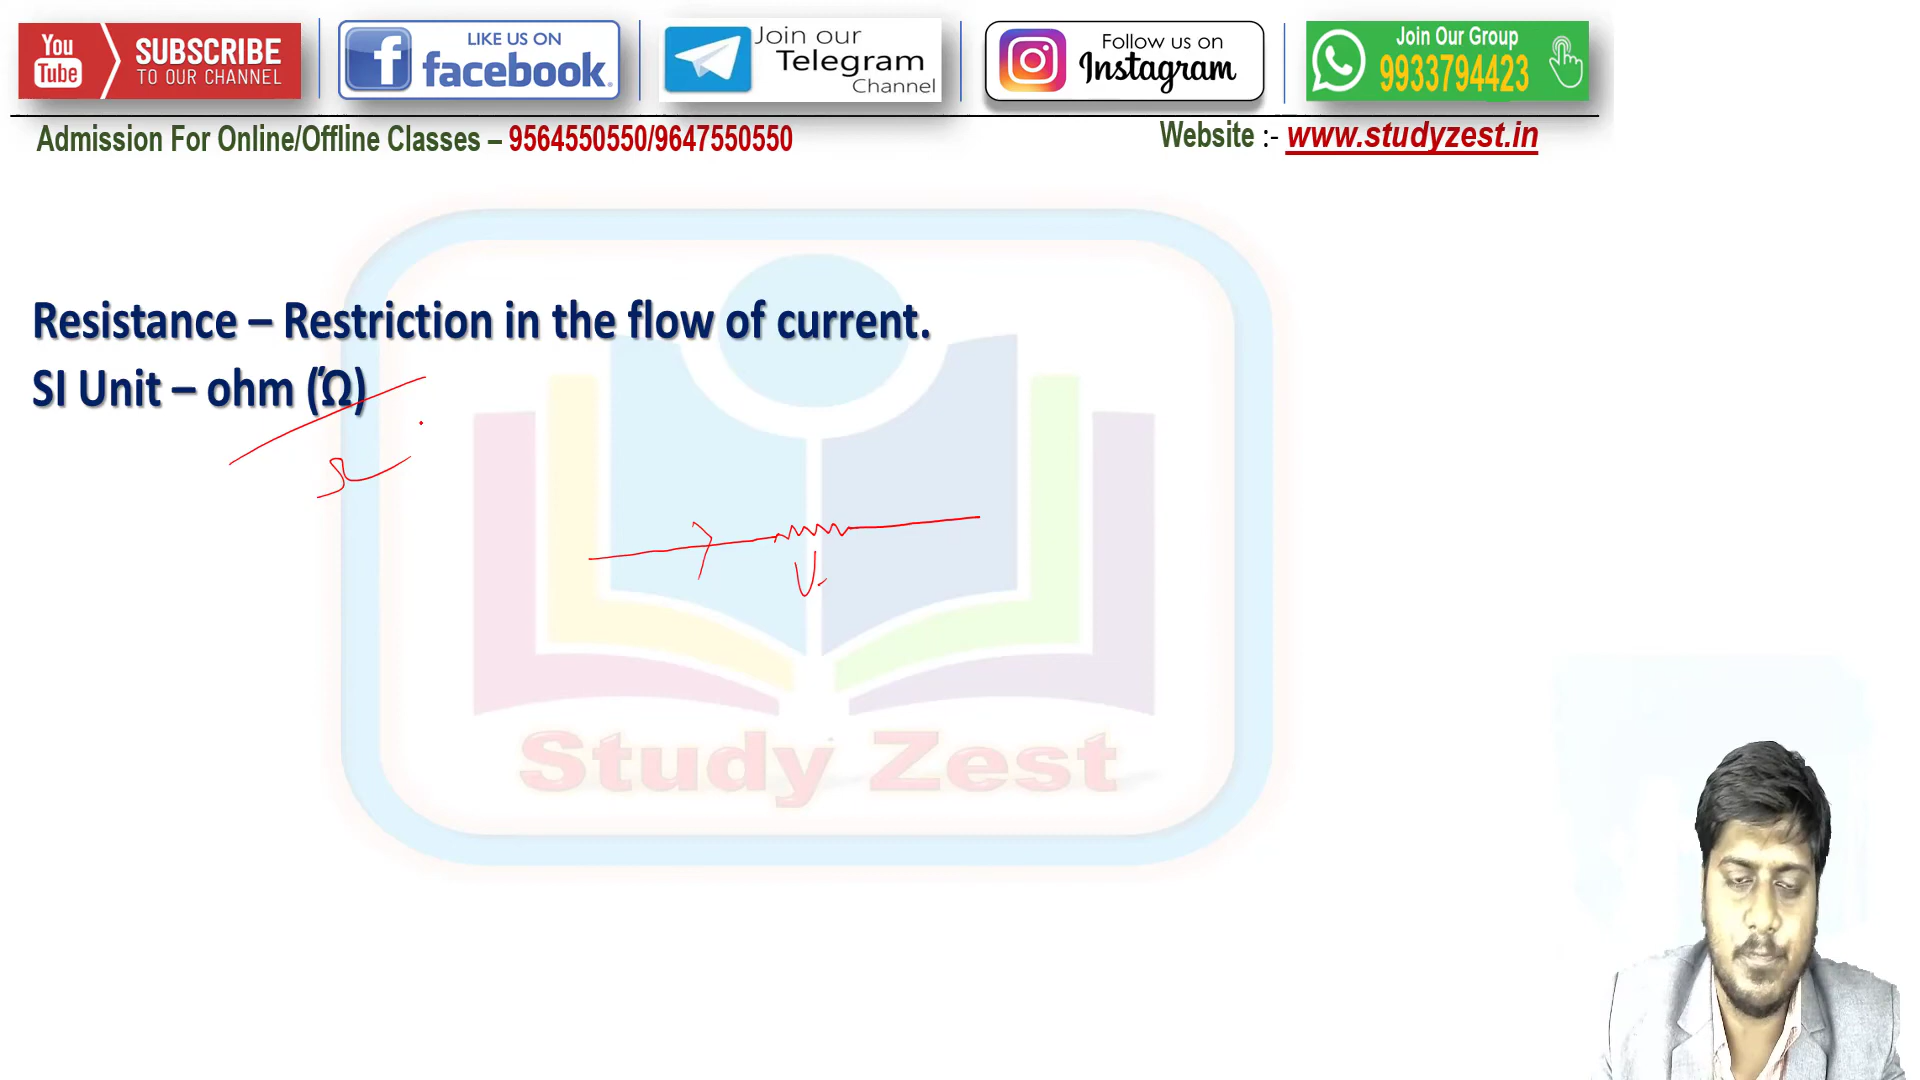 You Tube SUBSCRIBE TO OUR CHANNEL
LIKE US ON facebook.
Join our Telegram Channel
Follow us on Instagram
Join Our Group 9933794423
Admission For Online/Offline Classes – 9564550550/9647550550
Website :- www.studyzest.in
Resistance – Restriction in the flow of current.
SI Unit – ohm (Ω)
Study Zest